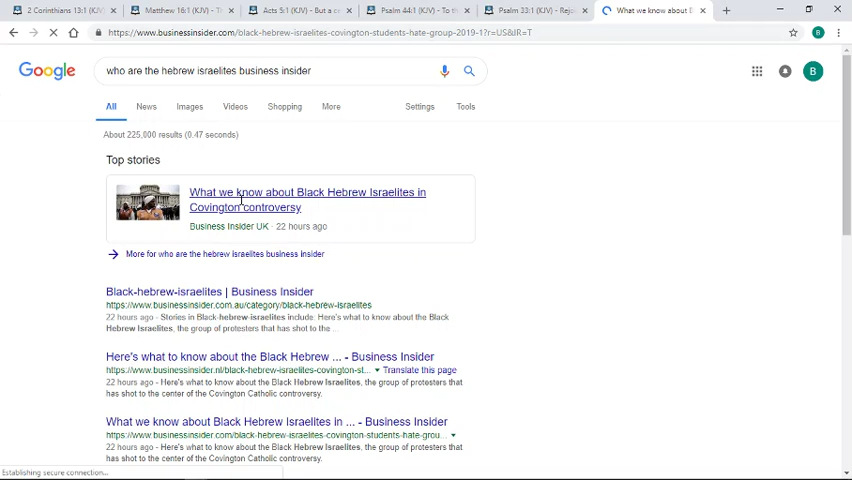 2 Corinthians 13:1 (KJV)
Matthew 16:1 (KJV) - Th
Acts 5:1 (KJV) - But a ce
Psalm 44:1 (KJV) - To th
Psalm 33:1 (KJV) - Rejoi
What we know about B
https://www.businessinsider.com/black-hebrew-israelites-covington-students-hate-group-2019-1?r=US&IR=T
B
Google
who are the hebrew israelites business insider
B
All News Images Videos Shopping More Settings Tools
About 225,000 results (0.47 seconds)
Top stories
What we know about Black Hebrew Israelites in
Covington controversy
Business Insider UK · 22 hours ago
More for who are the hebrew israelites business insider
Black-hebrew-israelites | Business Insider
https://www.businessinsider.com.au/category/black-hebrew-israelites
22 hours ago - Stories in Black-hebrew-israelites include: Here's what to know about the Black
Hebrew Israelites, the group of protesters that has shot to the ...
Here's what to know about the Black Hebrew ... - Business Insider
https://www.businessinsider.nl/black-hebrew-israelites-covington-st... ▼ Translate this page
22 hours ago - Here's what to know about the Black Hebrew Israelites, the group of protesters that
has shot to the center of the Covington Catholic controversy.
What we know about Black Hebrew Israelites in ... - Business Insider
https://www.businessinsider.com/black-hebrew-israelites-covington-students-hate-grou... ▼
22 hours ago - Here's what to know about the Black Hebrew Israelites, the group of protesters that
has shot to the center of the Covington Catholic controversy.
Establishing secure connection...